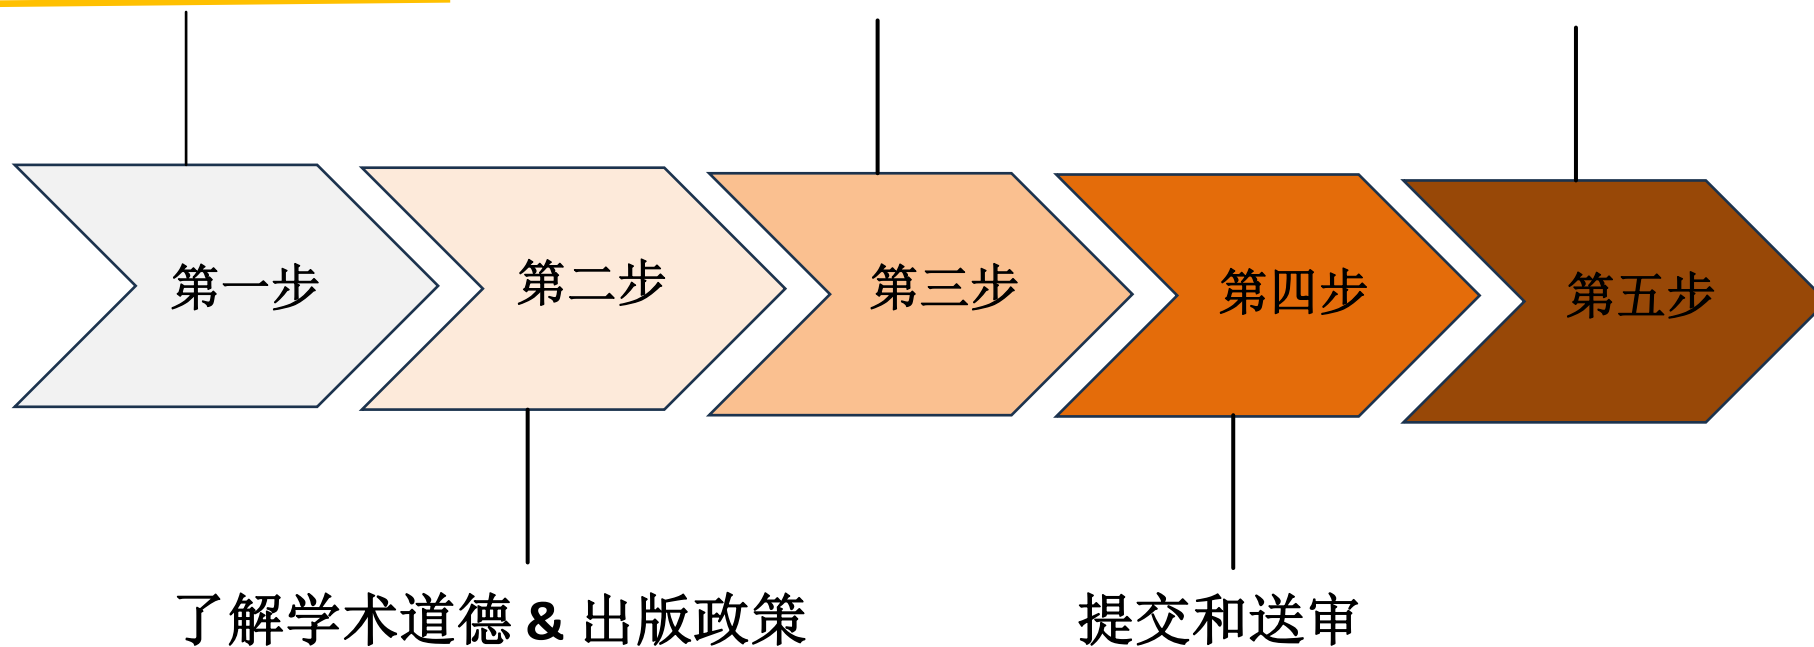 第一步
第二步
第三步
第四步
第五步
了解学术道德 & 出版政策
提交和送审